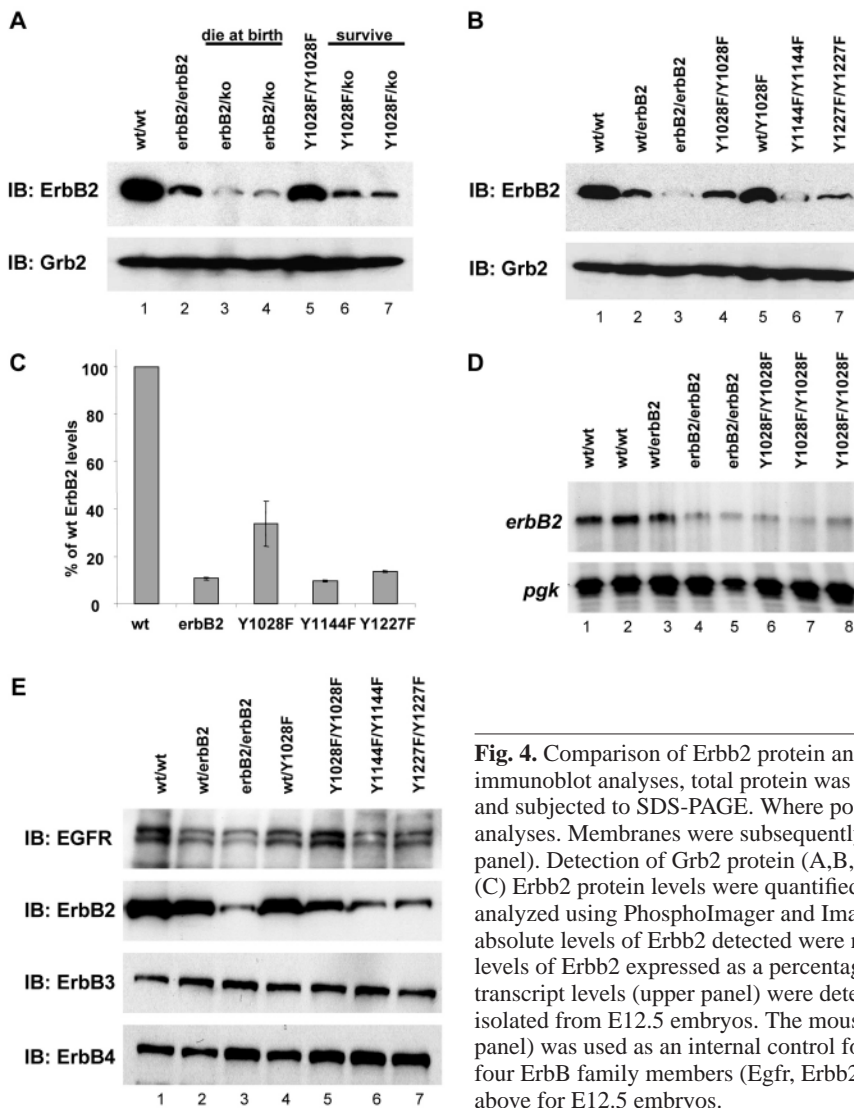 A
die at birth survive
wt/wt erbB2/erbB2 erbB2/ko erbB2/ko Y1028F/Y1028F Y1028F/ko Y1028F/ko
IB: ErbB2
IB: Grb2
1 2 3 4 5 6 7
B
wt/wt wt/erbB2 erbB2/erbB2 Y1028F/Y1028F wt/Y1028F Y1144F/Y1144F Y1227F/Y1227F
IB: ErbB2
IB: Grb2
1 2 3 4 5 6 7
C
% of wt ErbB2 levels
100
80
60
40
20
0
wt erbB2 Y1028F Y1144F Y1227F
D
wt/wt wt/wt wt/erbB2 erbB2/erbB2 erbB2/erbB2 Y1028F/Y1028F Y1028F/Y1028F Y1028F/Y1028F
erbB2
pgk
1 2 3 4 5 6 7 8
E
wt/wt wt/erbB2 erbB2/erbB2 wt/Y1028F Y1028F/Y1028F Y1144F/Y1144F Y1227F/Y1227F
IB: EGFR
IB: ErbB2
IB: ErbB3
IB: ErbB4
1 2 3 4 5 6 7
Fig. 4. Comparison of Erbb2 protein an
immunoblot analyses, total protein was
and subjected to SDS-PAGE. Where po
analyses. Membranes were subsequently
panel). Detection of Grb2 protein (A,B,
(C) Erbb2 protein levels were quantified
analyzed using PhosphoImager and Ima
absolute levels of Erbb2 detected were n
levels of Erbb2 expressed as a percentag
transcript levels (upper panel) were dete
isolated from E12.5 embryos. The mous
panel) was used as an internal control fo
four ErbB family members (Egfr, Erbb2
above for E12.5 embryos.